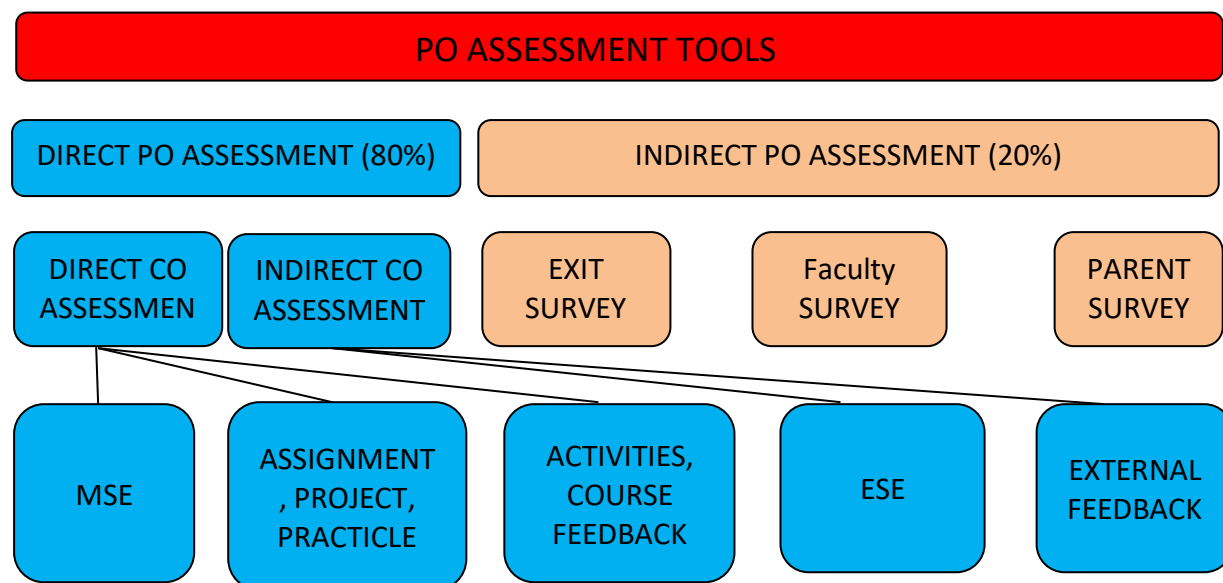 PO ASSESSMENT TOOLS
DIRECT PO ASSESSMENT (80%)
INDIRECT PO ASSESSMENT (20%)
DIRECT CO
ASSESSMEN
INDIRECT CO
ASSESSMENT
EXIT
SURVEY
Faculty
SURVEY
PARENT
SURVEY
MSE
ASSIGNMENT
, PROJECT,
PRACTICLE
ACTIVITIES,
COURSE
FEEDBACK
ESE
EXTERNAL
FEEDBACK